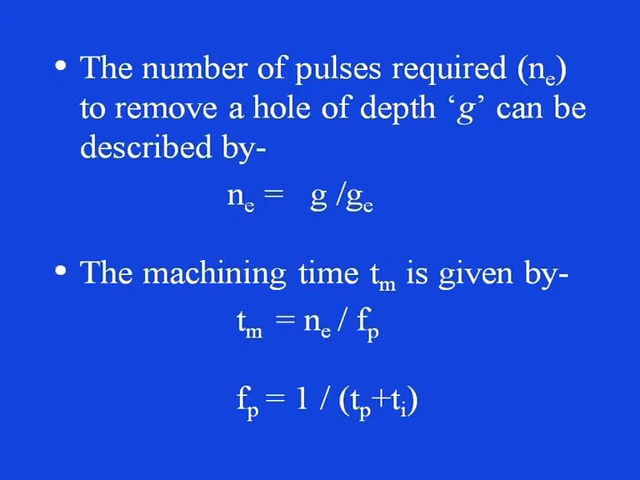 • The number of pulses required (nₑ)
to remove a hole of depth ‘g’ can be
described by-
nₑ = g /gₑ
• The machining time tₘ is given by-
tₘ = nₑ / fₚ
fₚ = 1 / (tₚ+tᵢ)